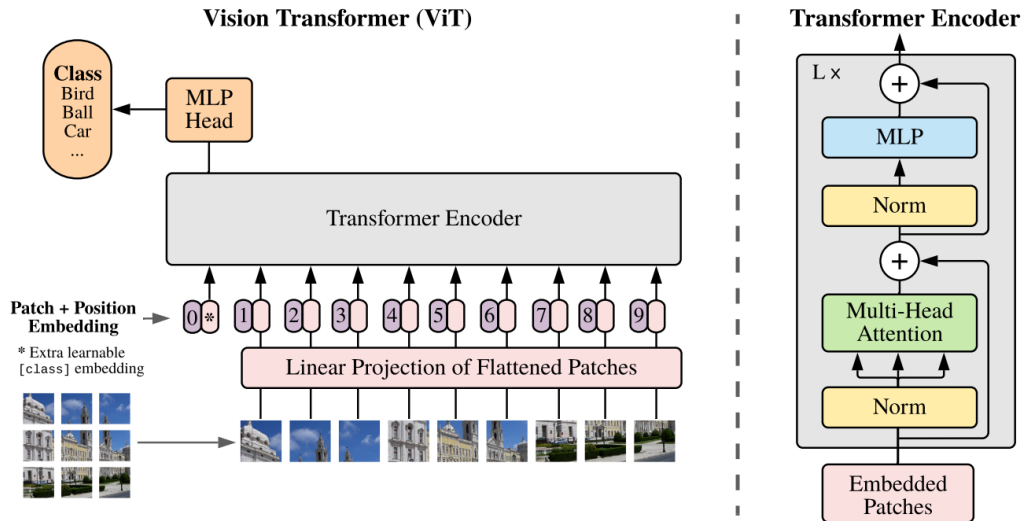 Vision Transformer (ViT)
Class
Bird
Ball
Car
...
MLP
Head
Transformer Encoder
Patch + Position
Embedding
0 * 1 2 3 4 5 6 7 8 9
* Extra learnable
[class] embedding
Linear Projection of Flattened Patches
Transformer Encoder
L x
+
MLP
Norm
+
Multi-Head
Attention
Norm
Embedded
Patches